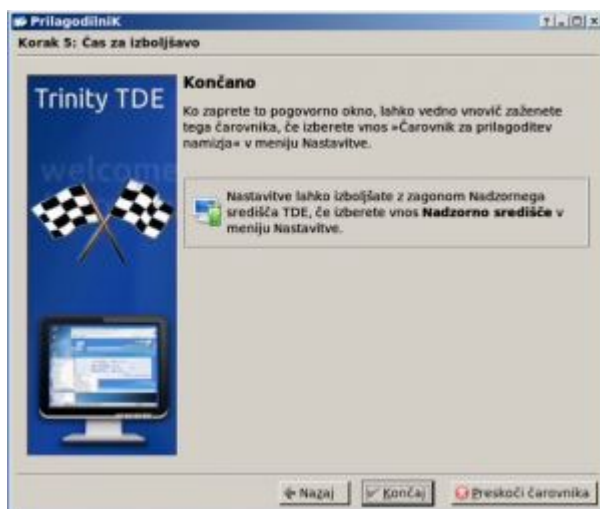 PrilagodilniK
Korak 5: Čas za izboljšavo
Trinity TDE
welcome
Končano
Ko zaprete to pogovorno okno, lahko vedno vnovič zaženete
tega čarovnika, če izberete vnos »Čarovnik za prilagoditev
namizja« v meniju Nastavitve.
Nastavitve lahko izboljšate z zagonom Nadzornega
središča TDE, če izberete vnos Nadzorno središče v
meniju Nastavitve.
Nazaj
Končaj
Preskoči čarovnika